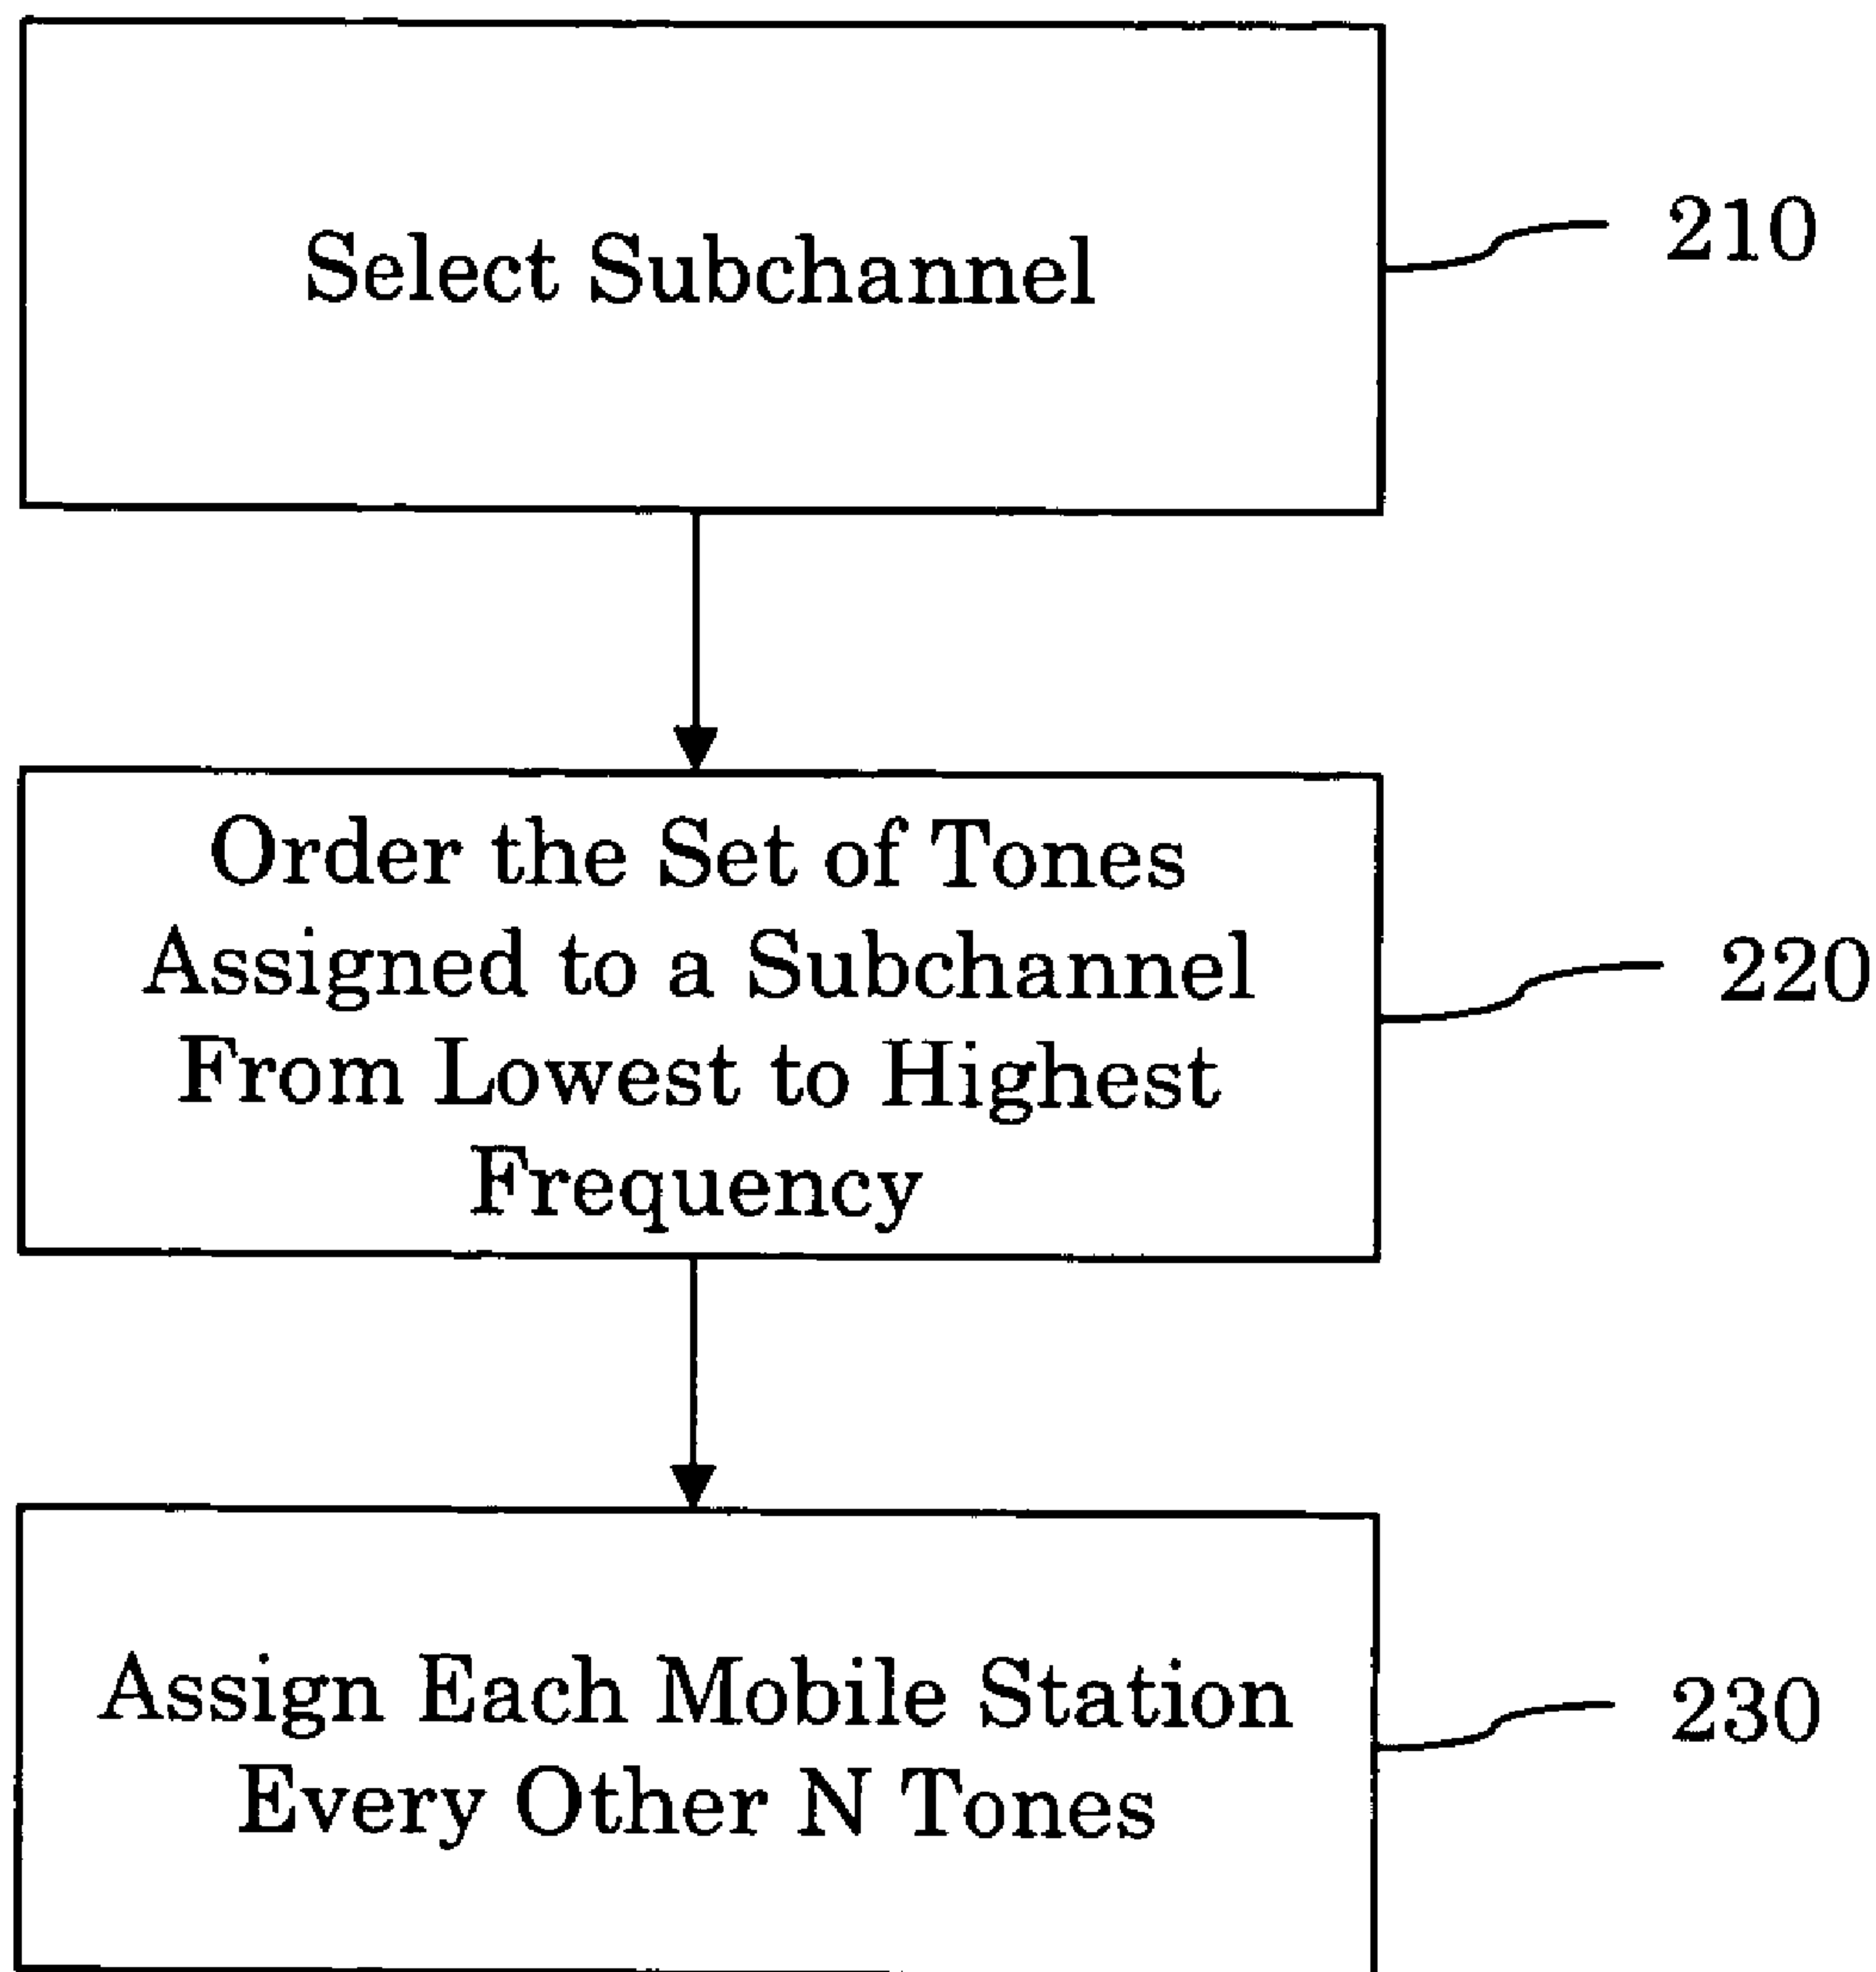 Select Subchannel
210
Order the Set of Tones
Assigned to a Subchannel
From Lowest to Highest
Frequency
220
Assign Each Mobile Station
Every Other N Tones
230